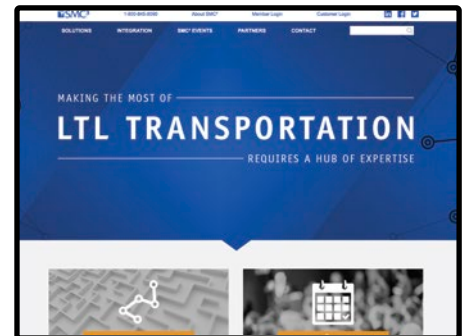 SMC³
1-800-845-8090 About SMC³ Member Login Customer Login
SOLUTIONS INTEGRATION SMC³ EVENTS PARTNERS CONTACT
MAKING THE MOST OF
LTL TRANSPORTATION
REQUIRES A HUB OF EXPERTISE